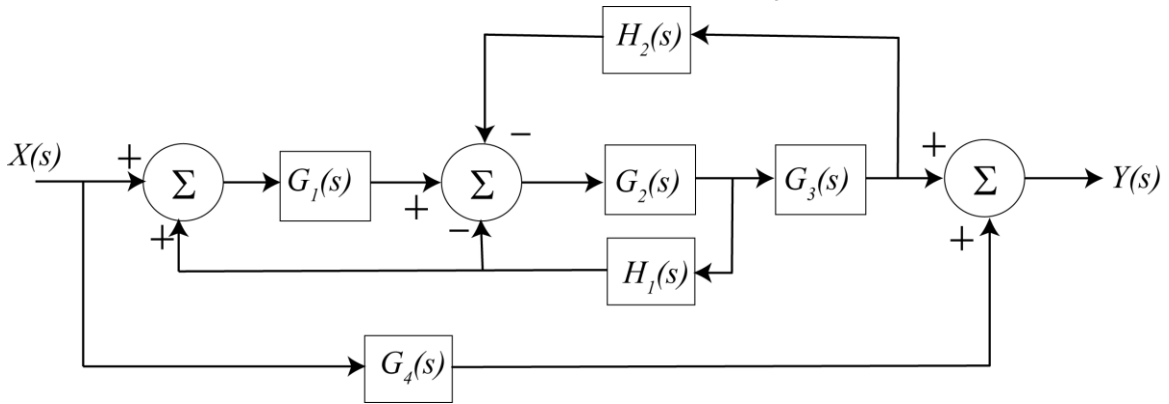 H₂(s)
−
X(s)
+
Σ
G₁(s)
+
Σ
G₂(s)
G₃(s)
+
Σ
Y(s)
+
−
H₁(s)
+
G₄(s)